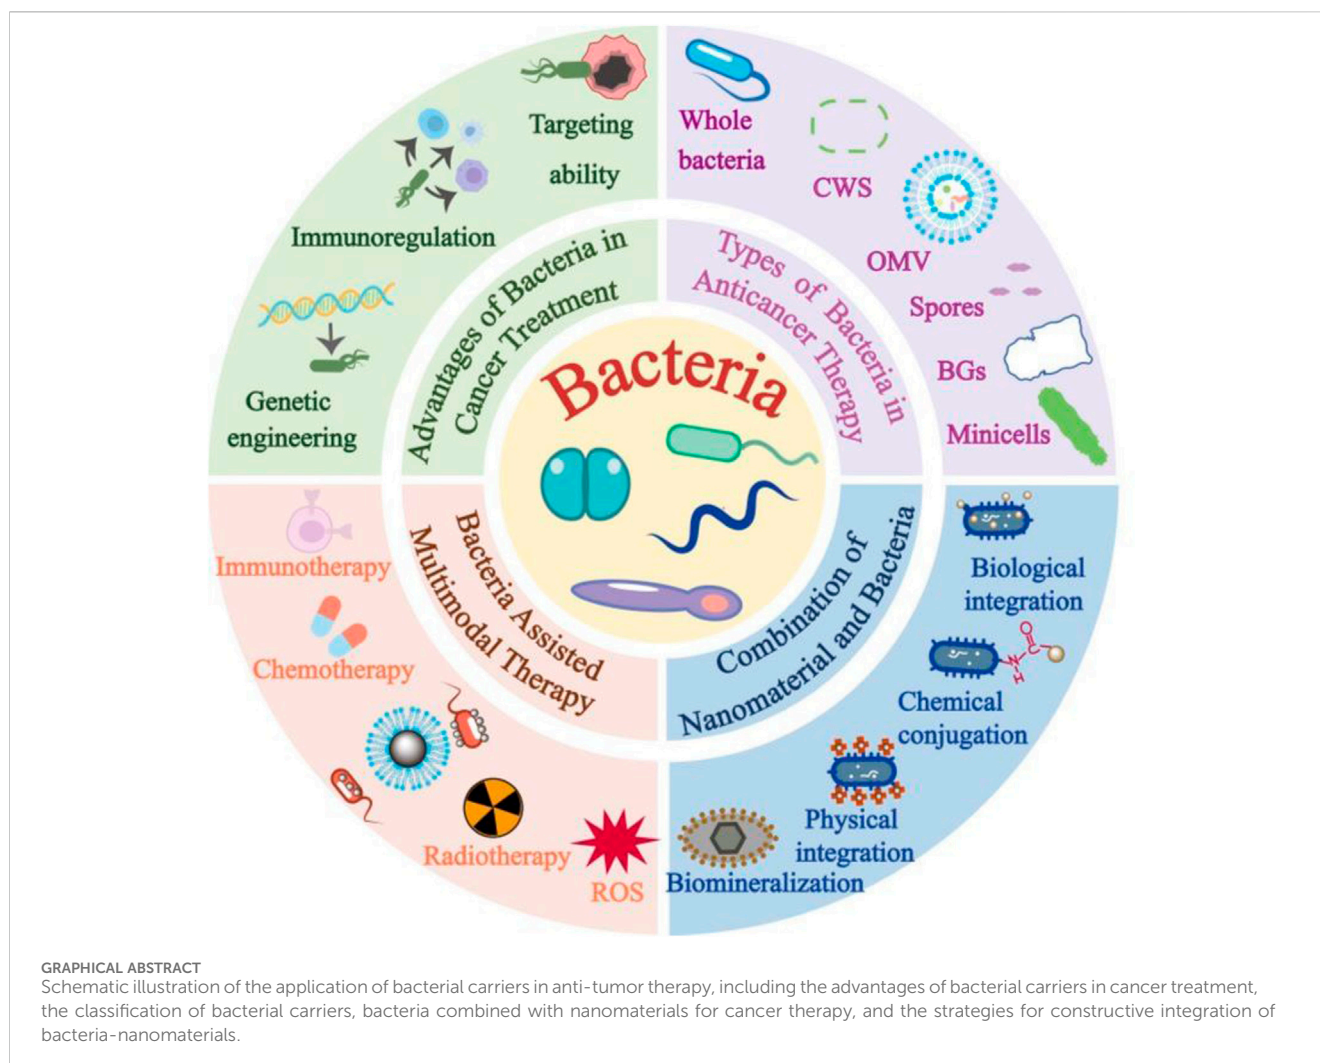 Targeting
ability
Immunoregulation
Genetic
engineering
Advantages of Bacteria in
Cancer Treatment
Whole
bacteria
CWS
OMV
Spores
BGs
Minicells
Types of Bacteria in
Anticancer Therapy
Bacteria
Immunotherapy
Chemotherapy
Radiotherapy
ROS
Bacteria Assisted
Multimodal Therapy
Combination of
Nanomaterial and Bacteria
Biological
integration
O
C
N
H
Chemical
conjugation
Physical
integration
Biomineralization
GRAPHICAL ABSTRACT
Schematic illustration of the application of bacterial carriers in anti-tumor therapy, including the advantages of bacterial carriers in cancer treatment,
the classification of bacterial carriers, bacteria combined with nanomaterials for cancer therapy, and the strategies for constructive integration of
bacteria-nanomaterials.